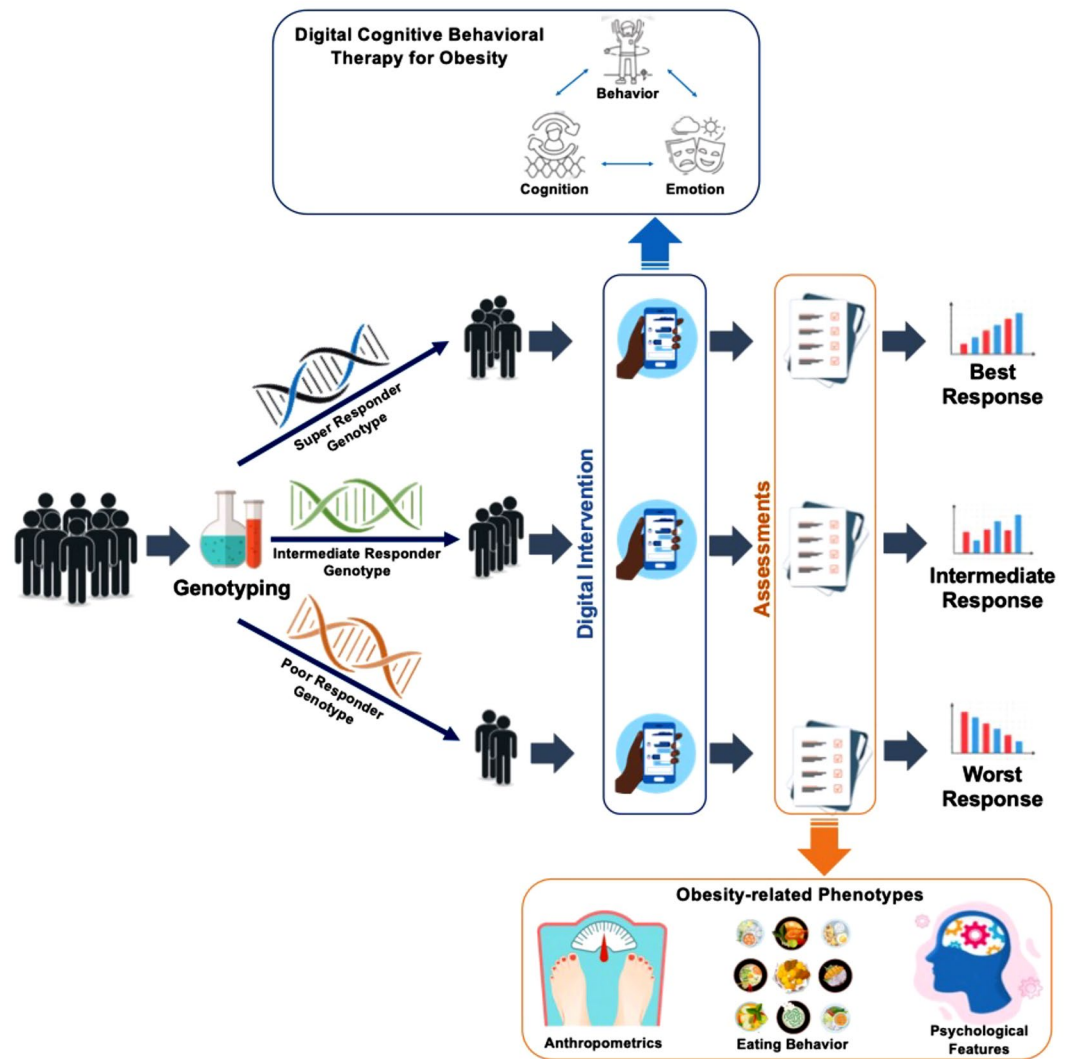 Digital Cognitive Behavioral
Therapy for Obesity
Behavior
Cognition
Emotion
Super Responder
Genotype
Best
Response
Genotyping
Intermediate Responder
Genotype
Digital Intervention
Assessments
Intermediate
Response
Poor Responder
Genotype
Worst
Response
Obesity-related Phenotypes
Anthropometrics
Eating Behavior
Psychological
Features